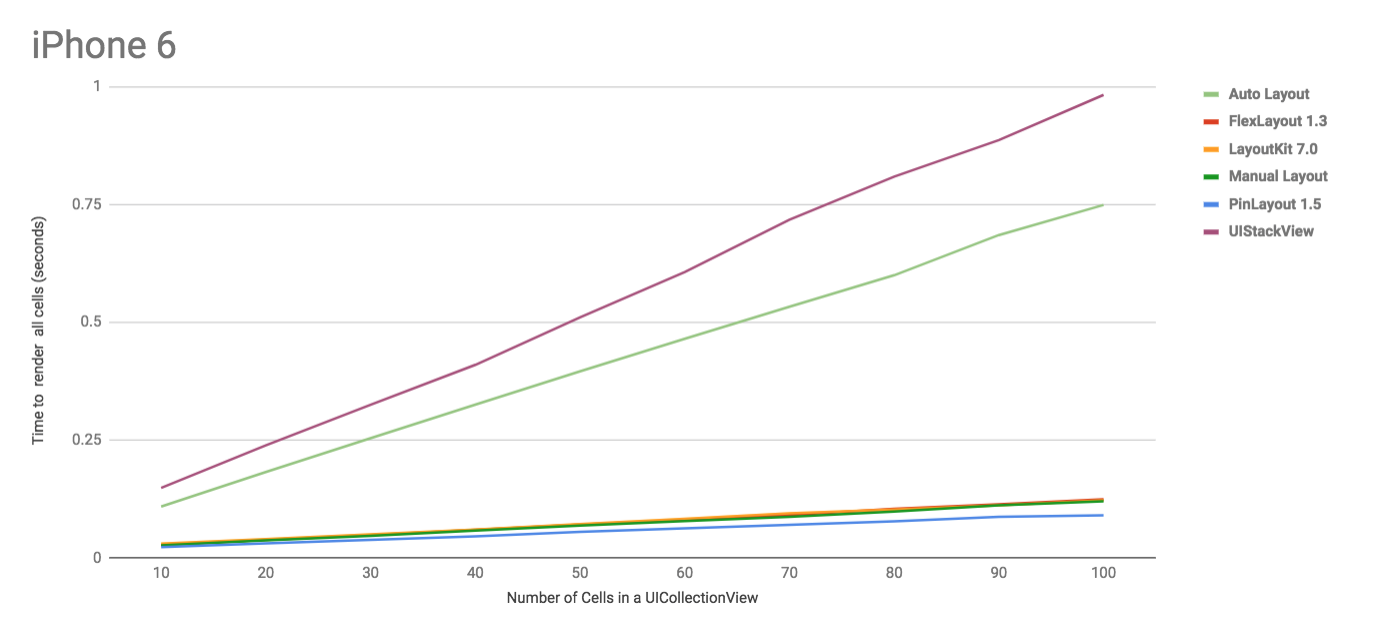 iPhone 6
1
0.75
0.5
0.25
0
Time to render all cells (seconds)
10 20 30 40 50 60 70 80 90 100
Number of Cells in a UICollectionView
Auto Layout
FlexLayout 1.3
LayoutKit 7.0
Manual Layout
PinLayout 1.5
UIStackView